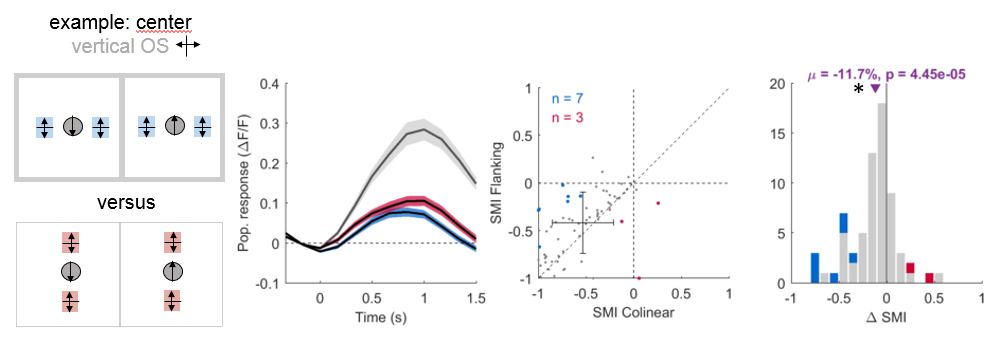 example: center
vertical OS
versus
Pop. response (ΔF/F)
0.4
0.3
0.2
0.1
0
-0.1
0
0.5
1
1.5
Time (s)
n = 7
n = 3
SMI Flanking
1
0.5
0
-0.5
-1
-1
-0.5
0
0.5
1
SMI Colinear
μ = -11.7%, p = 4.45e-05
*
20
15
10
5
0
-1
-0.5
0
0.5
1
Δ SMI